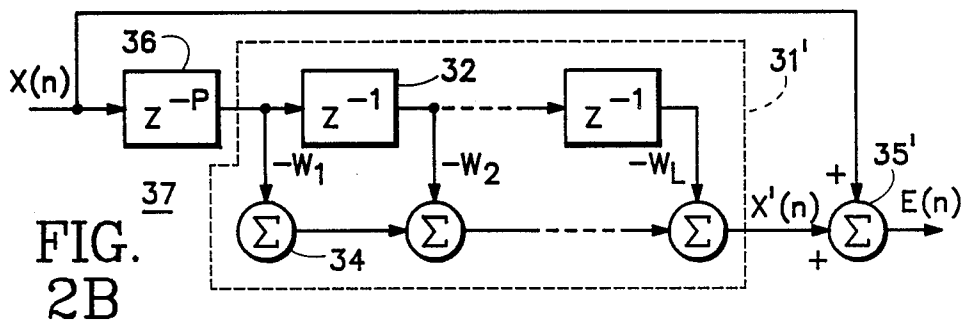 36
X(n)
z^-P
32
z^-1
z^-1
31'
-W1
-W2
-WL
X'(n)
+
35'
E(n)
37
Σ
34
Σ
Σ
Σ
+
FIG.
2B